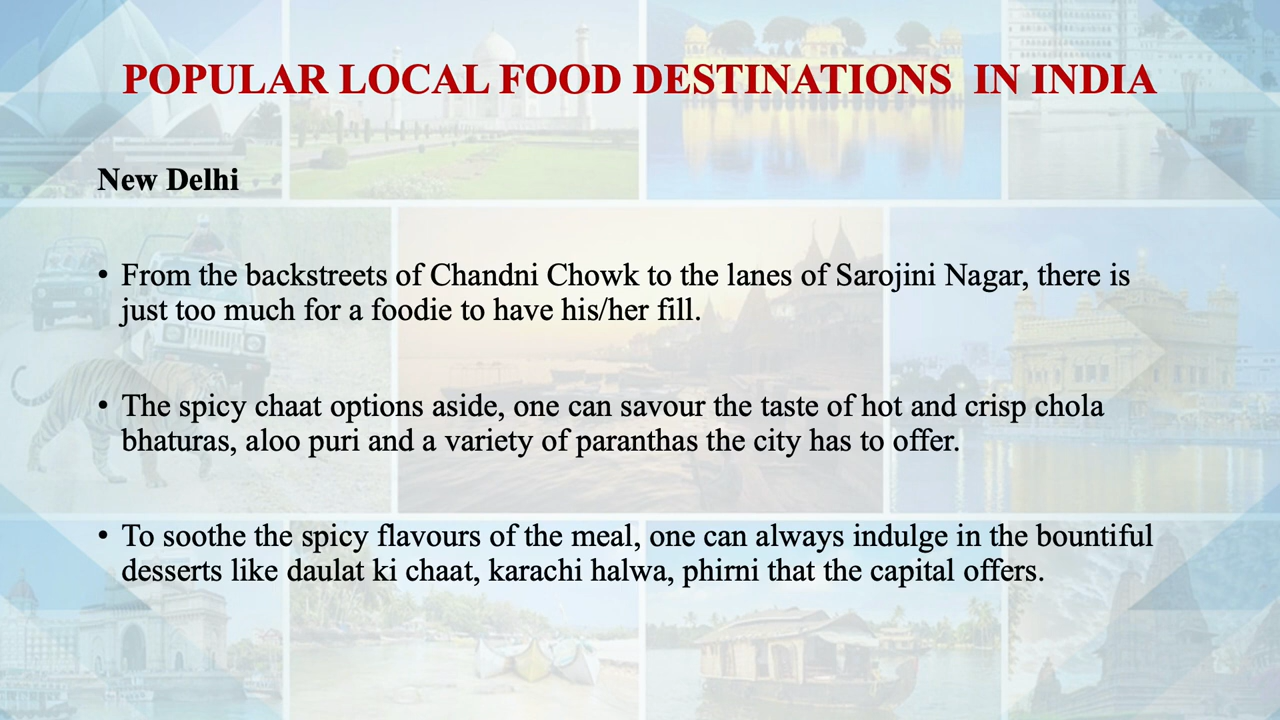 POPULAR LOCAL FOOD DESTINATIONS  IN INDIA
New Delhi
• From the backstreets of Chandni Chowk to the lanes of Sarojini Nagar, there is
just too much for a foodie to have his/her fill.
• The spicy chaat options aside, one can savour the taste of hot and crisp chola
bhaturas, aloo puri and a variety of paranthas the city has to offer.
• To soothe the spicy flavours of the meal, one can always indulge in the bountiful
desserts like daulat ki chaat, karachi halwa, phirni that the capital offers.